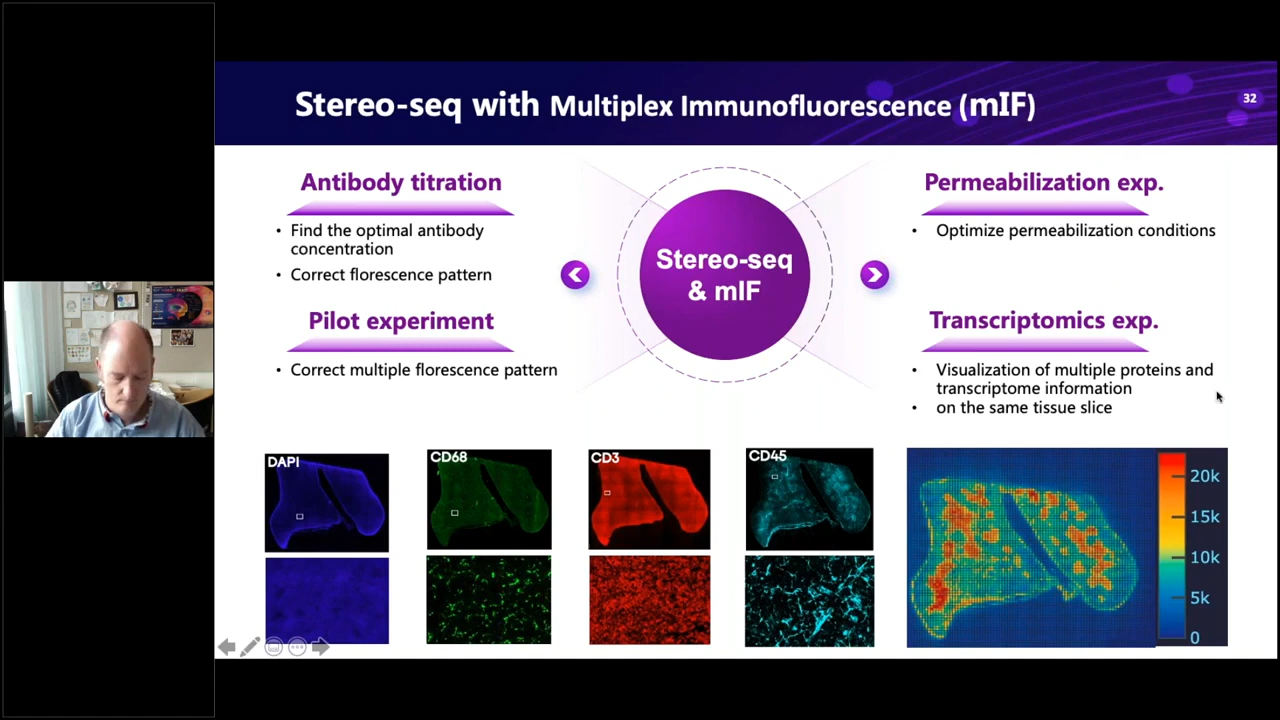 Stereo-seq with Multiplex Immunofluorescence (mIF)
32
Antibody titration
• Find the optimal antibody
concentration
• Correct florescence pattern
Pilot experiment
• Correct multiple florescence pattern
Stereo-seq
& mIF
Permeabilization exp.
• Optimize permeabilization conditions
Transcriptomics exp.
• Visualization of multiple proteins and
transcriptome information
• on the same tissue slice
DAPI
CD68
CD3
CD45
20k
15k
10k
5k
0